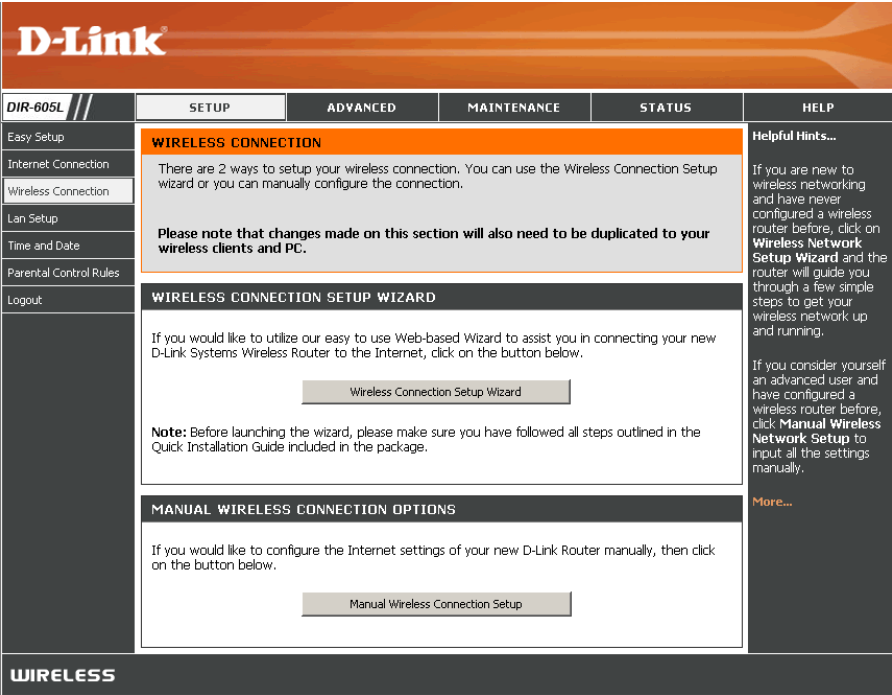 D-Link
DIR-605L
SETUP
ADVANCED
MAINTENANCE
STATUS
HELP
Easy Setup
Internet Connection
Wireless Connection
Lan Setup
Time and Date
Parental Control Rules
Logout
WIRELESS CONNECTION
There are 2 ways to setup your wireless connection. You can use the Wireless Connection Setup
wizard or you can manually configure the connection.
Please note that changes made on this section will also need to be duplicated to your
wireless clients and PC.
WIRELESS CONNECTION SETUP WIZARD
If you would like to utilize our easy to use Web-based Wizard to assist you in connecting your new
D-Link Systems Wireless Router to the Internet, click on the button below.
Wireless Connection Setup Wizard
Note: Before launching the wizard, please make sure you have followed all steps outlined in the
Quick Installation Guide included in the package.
MANUAL WIRELESS CONNECTION OPTIONS
If you would like to configure the Internet settings of your new D-Link Router manually, then click
on the button below.
Manual Wireless Connection Setup
Helpful Hints...
If you are new to
wireless networking
and have never
configured a wireless
router before, click on
Wireless Network
Setup Wizard and the
router will guide you
through a few simple
steps to get your
wireless network up
and running.
If you consider yourself
an advanced user and
have configured a
wireless router before,
click Manual Wireless
Network Setup to
input all the settings
manually.
More...
WIRELESS